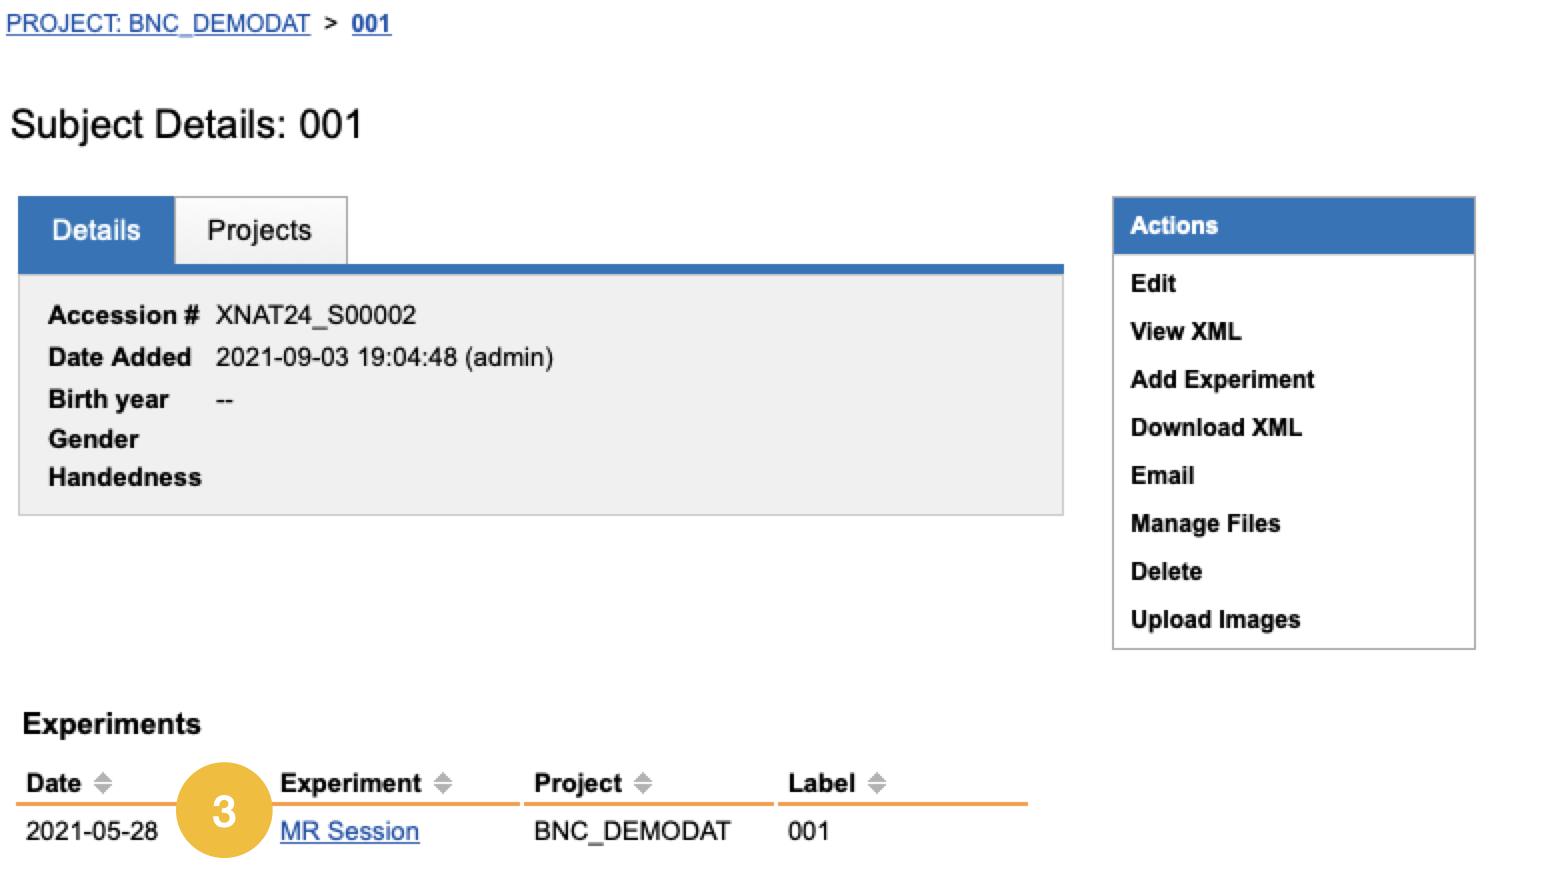 PROJECT: BNC_DEMODAT > 001
Subject Details: 001
Details Projects
Accession # XNAT24_S00002
Date Added 2021-09-03 19:04:48 (admin)
Birth year --
Gender
Handedness
Actions
Edit
View XML
Add Experiment
Download XML
Email
Manage Files
Delete
Upload Images
Experiments
Date Experiment Project Label
3
2021-05-28 MR Session BNC_DEMODAT 001